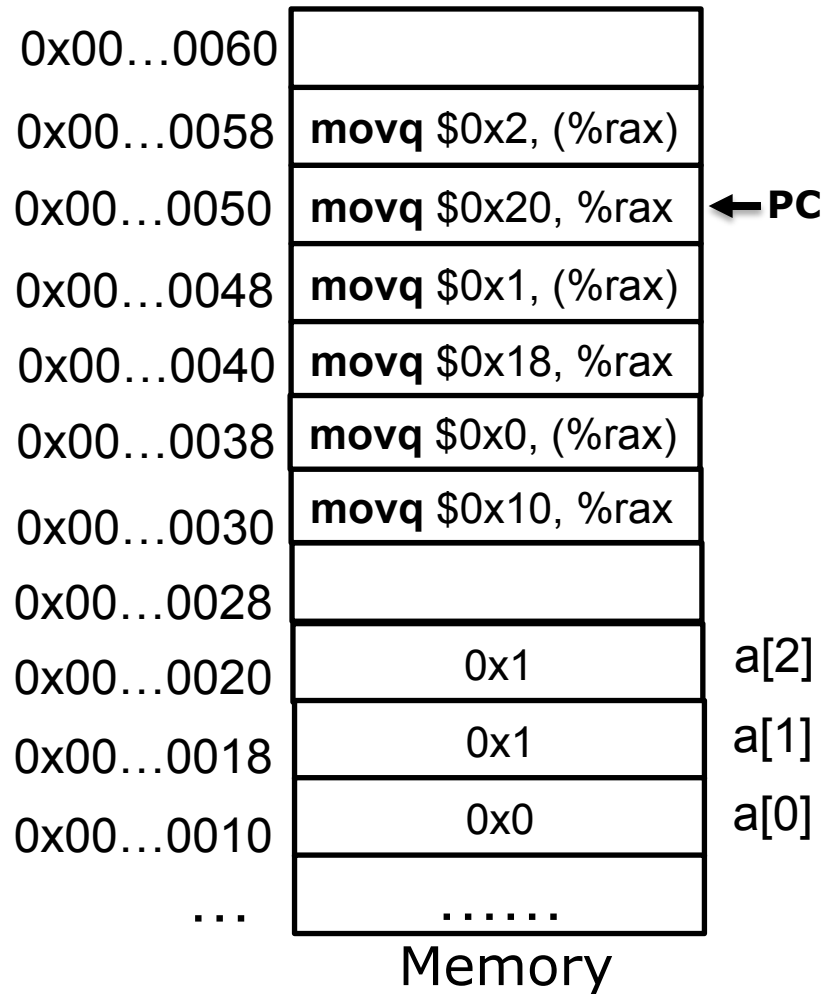 0x00…0060
0x00…0058 movq $0x2, (%rax)
0x00…0050 movq $0x20, %rax PC
0x00…0048 movq $0x1, (%rax)
0x00…0040 movq $0x18, %rax
0x00…0038 movq $0x0, (%rax)
0x00…0030 movq $0x10, %rax
0x00…0028
0x00…0020 0x1 a[2]
0x00…0018 0x1 a[1]
0x00…0010 0x0 a[0]
… ……
Memory